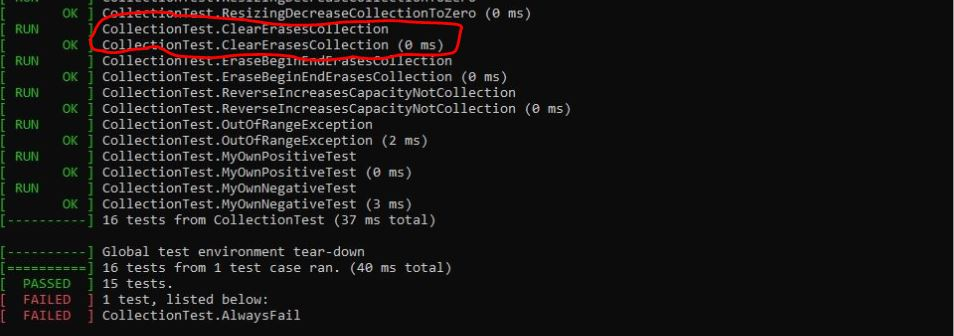 [       OK ] CollectionTest.ResizingDecreaseCollectionToZero (0 ms)
[ RUN      ] CollectionTest.ClearErasesCollection
[       OK ] CollectionTest.ClearErasesCollection (0 ms)
[ RUN      ] CollectionTest.EraseBeginEndErasesCollection
[       OK ] CollectionTest.EraseBeginEndErasesCollection (0 ms)
[ RUN      ] CollectionTest.ReverseIncreasesCapacityNotCollection
[       OK ] CollectionTest.ReverseIncreasesCapacityNotCollection (0 ms)
[ RUN      ] CollectionTest.OutOfRangeException
[       OK ] CollectionTest.OutOfRangeException (2 ms)
[ RUN      ] CollectionTest.MyOwnPositiveTest
[       OK ] CollectionTest.MyOwnPositiveTest (0 ms)
[ RUN      ] CollectionTest.MyOwnNegativeTest
[       OK ] CollectionTest.MyOwnNegativeTest (3 ms)
[----------] 16 tests from CollectionTest (37 ms total)
[----------] Global test environment tear-down
[==========] 16 tests from 1 test case ran. (40 ms total)
[  PASSED  ] 15 tests.
[  FAILED  ] 1 test, listed below:
[  FAILED  ] CollectionTest.AlwaysFail